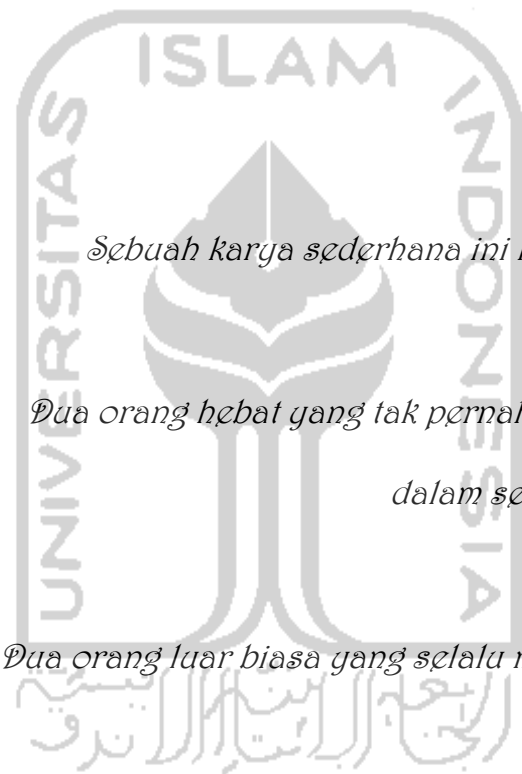 ISLAM
UNIVERSITAS
INDONESIA
Sebuah karya sederhana ini
Dua orang hebat yang tak pernah
dalam
Dua orang luar biasa yang selalu